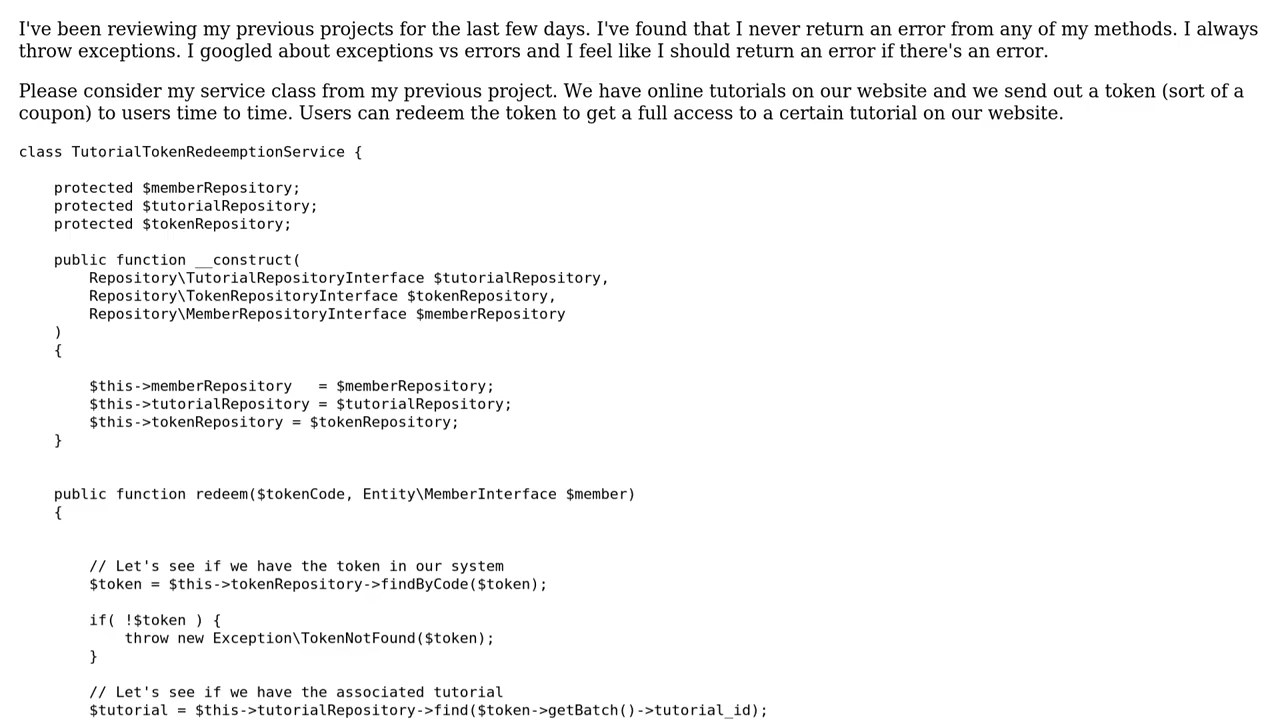 I've been reviewing my previous projects for the last few days. I've found that I never return an error from any of my methods. I always
throw exceptions. I googled about exceptions vs errors and I feel like I should return an error if there's an error.
Please consider my service class from my previous project. We have online tutorials on our website and we send out a token (sort of a
coupon) to users time to time. Users can redeem the token to get a full access to a certain tutorial on our website.
class TutorialTokenRedeemptionService {
    protected $memberRepository;
    protected $tutorialRepository;
    protected $tokenRepository;
    public function __construct(
        Repository\TutorialRepositoryInterface $tutorialRepository,
        Repository\TokenRepositoryInterface $tokenRepository,
        Repository\MemberRepositoryInterface $memberRepository
    )
    {
        $this->memberRepository   = $memberRepository;
        $this->tutorialRepository = $tutorialRepository;
        $this->tokenRepository = $tokenRepository;
    }
    public function redeem($tokenCode, Entity\MemberInterface $member)
    {
        // Let's see if we have the token in our system
        $token = $this->tokenRepository->findByCode($token);
        if( !$token ) {
            throw new Exception\TokenNotFound($token);
        }
        // Let's see if we have the associated tutorial
        $tutorial = $this->tutorialRepository->find($token->getBatch()->tutorial_id);